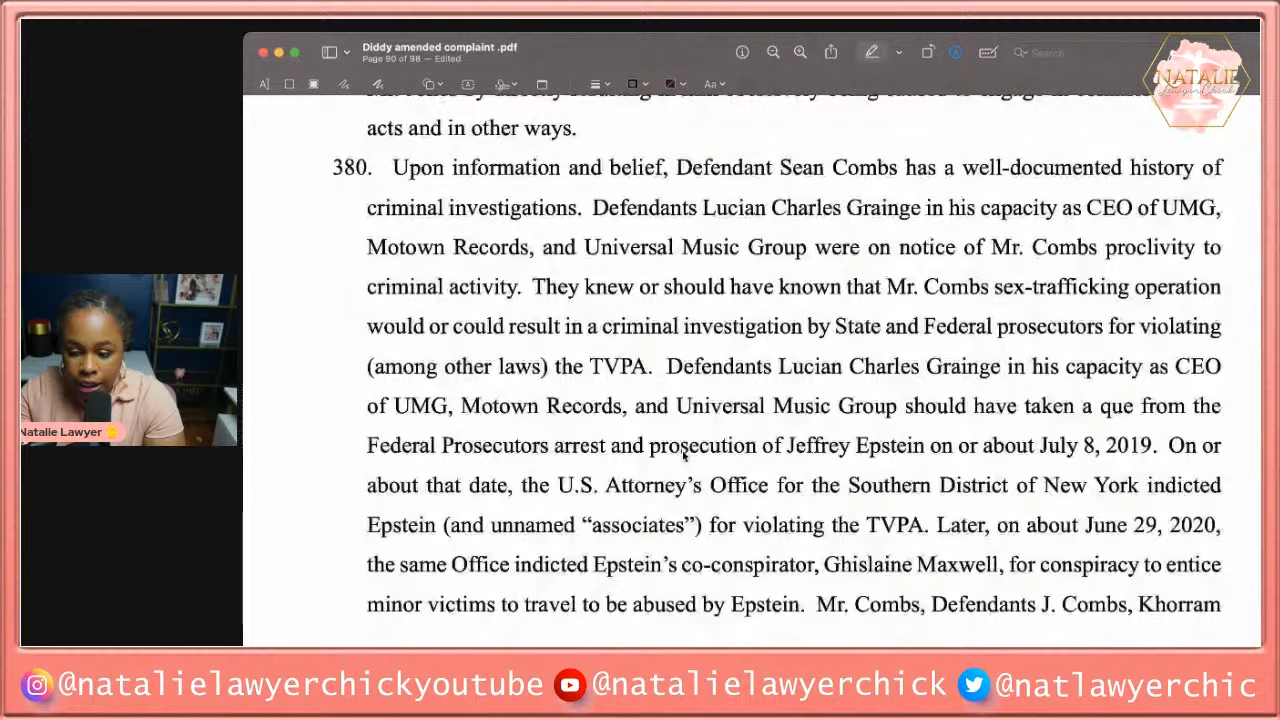 Diddy amended complaint .pdf
Page 90 of 98 — Edited
Search
NATALIE
LawyerChick
acts and in other ways.
380. Upon information and belief, Defendant Sean Combs has a well-documented history of
criminal investigations. Defendants Lucian Charles Grainge in his capacity as CEO of UMG,
Motown Records, and Universal Music Group were on notice of Mr. Combs proclivity to
criminal activity. They knew or should have known that Mr. Combs sex-trafficking operation
would or could result in a criminal investigation by State and Federal prosecutors for violating
(among other laws) the TVPA. Defendants Lucian Charles Grainge in his capacity as CEO
of UMG, Motown Records, and Universal Music Group should have taken a que from the
Federal Prosecutors arrest and prosecution of Jeffrey Epstein on or about July 8, 2019. On or
about that date, the U.S. Attorney’s Office for the Southern District of New York indicted
Epstein (and unnamed “associates”) for violating the TVPA. Later, on about June 29, 2020,
the same Office indicted Epstein’s co-conspirator, Ghislaine Maxwell, for conspiracy to entice
minor victims to travel to be abused by Epstein. Mr. Combs, Defendants J. Combs, Khorram
Natalie Lawyer
@natalielawyerchickyoutube @natalielawyerchick @natlawyerchic